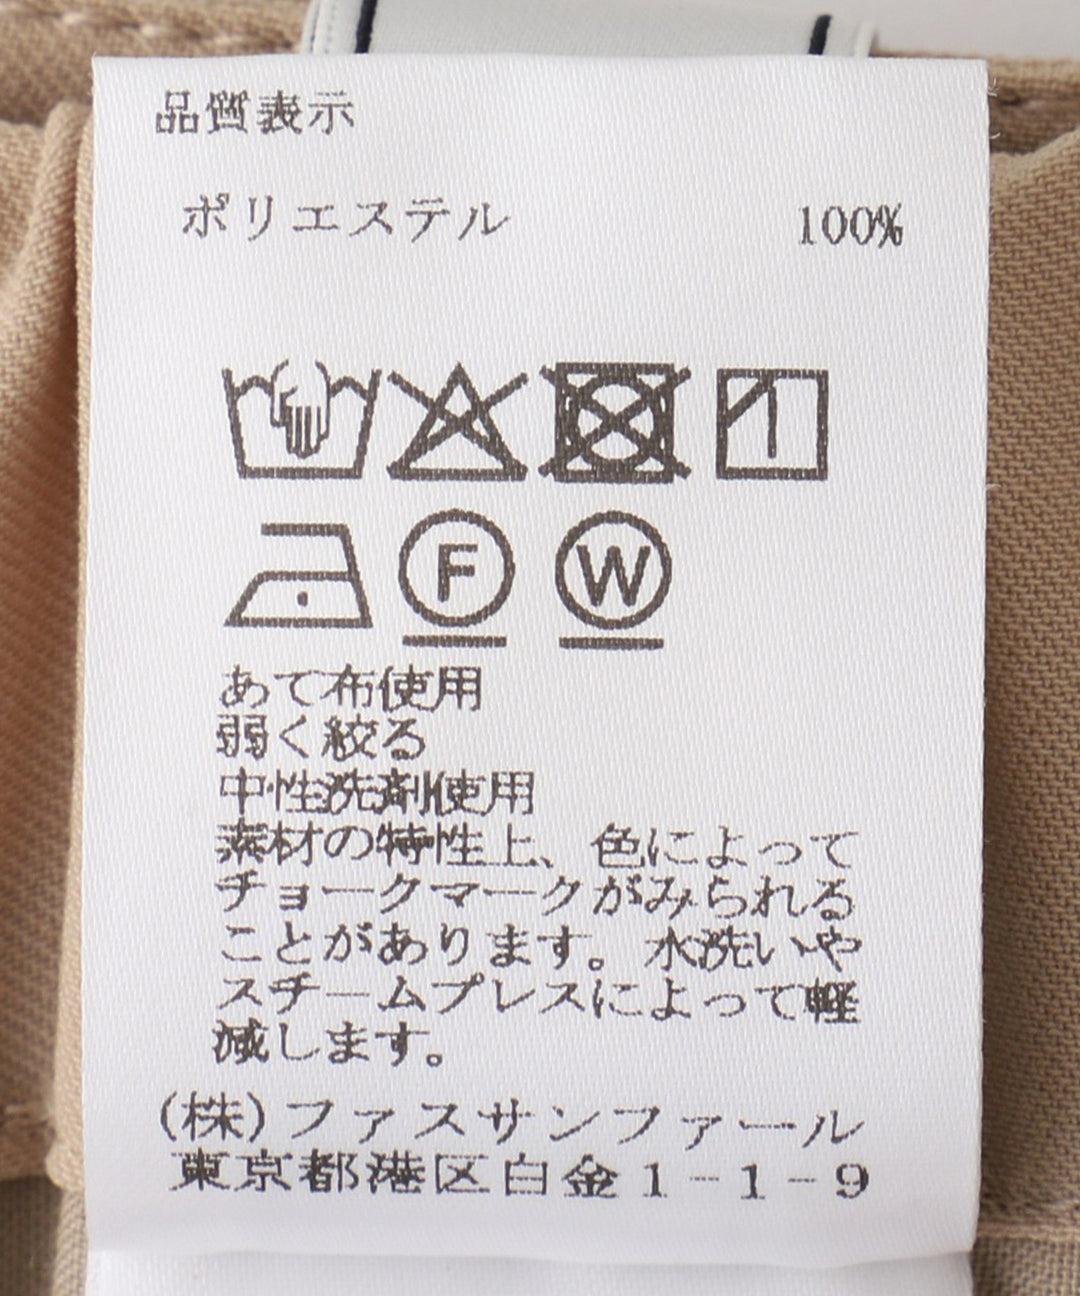 品質表示
ポリエステル 100%
F W
あて布使用
弱く絞る
中性洗剤使用
素材の特性上、色によって
チョークマークがみられる
ことがあります。水洗いや
スチームプレスによって軽
減します。
(株)ファスサンファール
東京都港区白金1-1-9